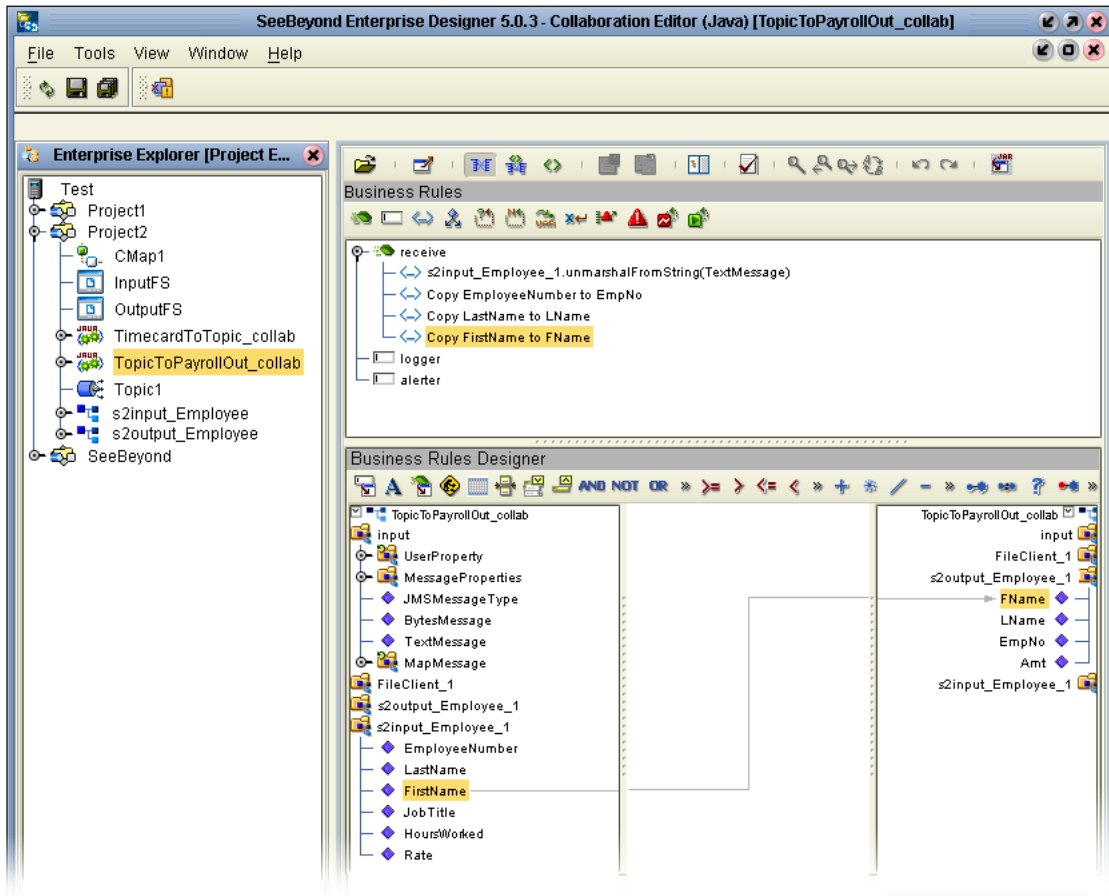 SeeBeyond Enterprise Designer 5.0.3 - Collaboration Editor (Java) [TopicToPayrollOut_collab]
File Tools View Window Help
Enterprise Explorer [Project E...
Test
Project1
Project2
CMap1
InputFS
OutputFS
JAVA TimecardToTopic_collab
JAVA TopicToPayrollOut_collab
Topic1
s2input_Employee
s2output_Employee
SeeBeyond
JAR
Business Rules
receive
s2input_Employee_1.unmarshalFromString(TextMessage)
Copy EmployeeNumber to EmpNo
Copy LastName to LName
Copy FirstName to FName
logger
alerter
Business Rules Designer
A AND NOT OR » >= > <= < » + * / - » ? »
TopicToPayrollOut_collab
input
UserProperty
MessageProperties
JMSMessageType
BytesMessage
TextMessage
MapMessage
FileClient_1
s2output_Employee_1
s2input_Employee_1
EmployeeNumber
LastName
FirstName
JobTitle
HoursWorked
Rate
TopicToPayrollOut_collab
input
FileClient_1
s2output_Employee_1
FName
LName
EmpNo
Amt
s2input_Employee_1